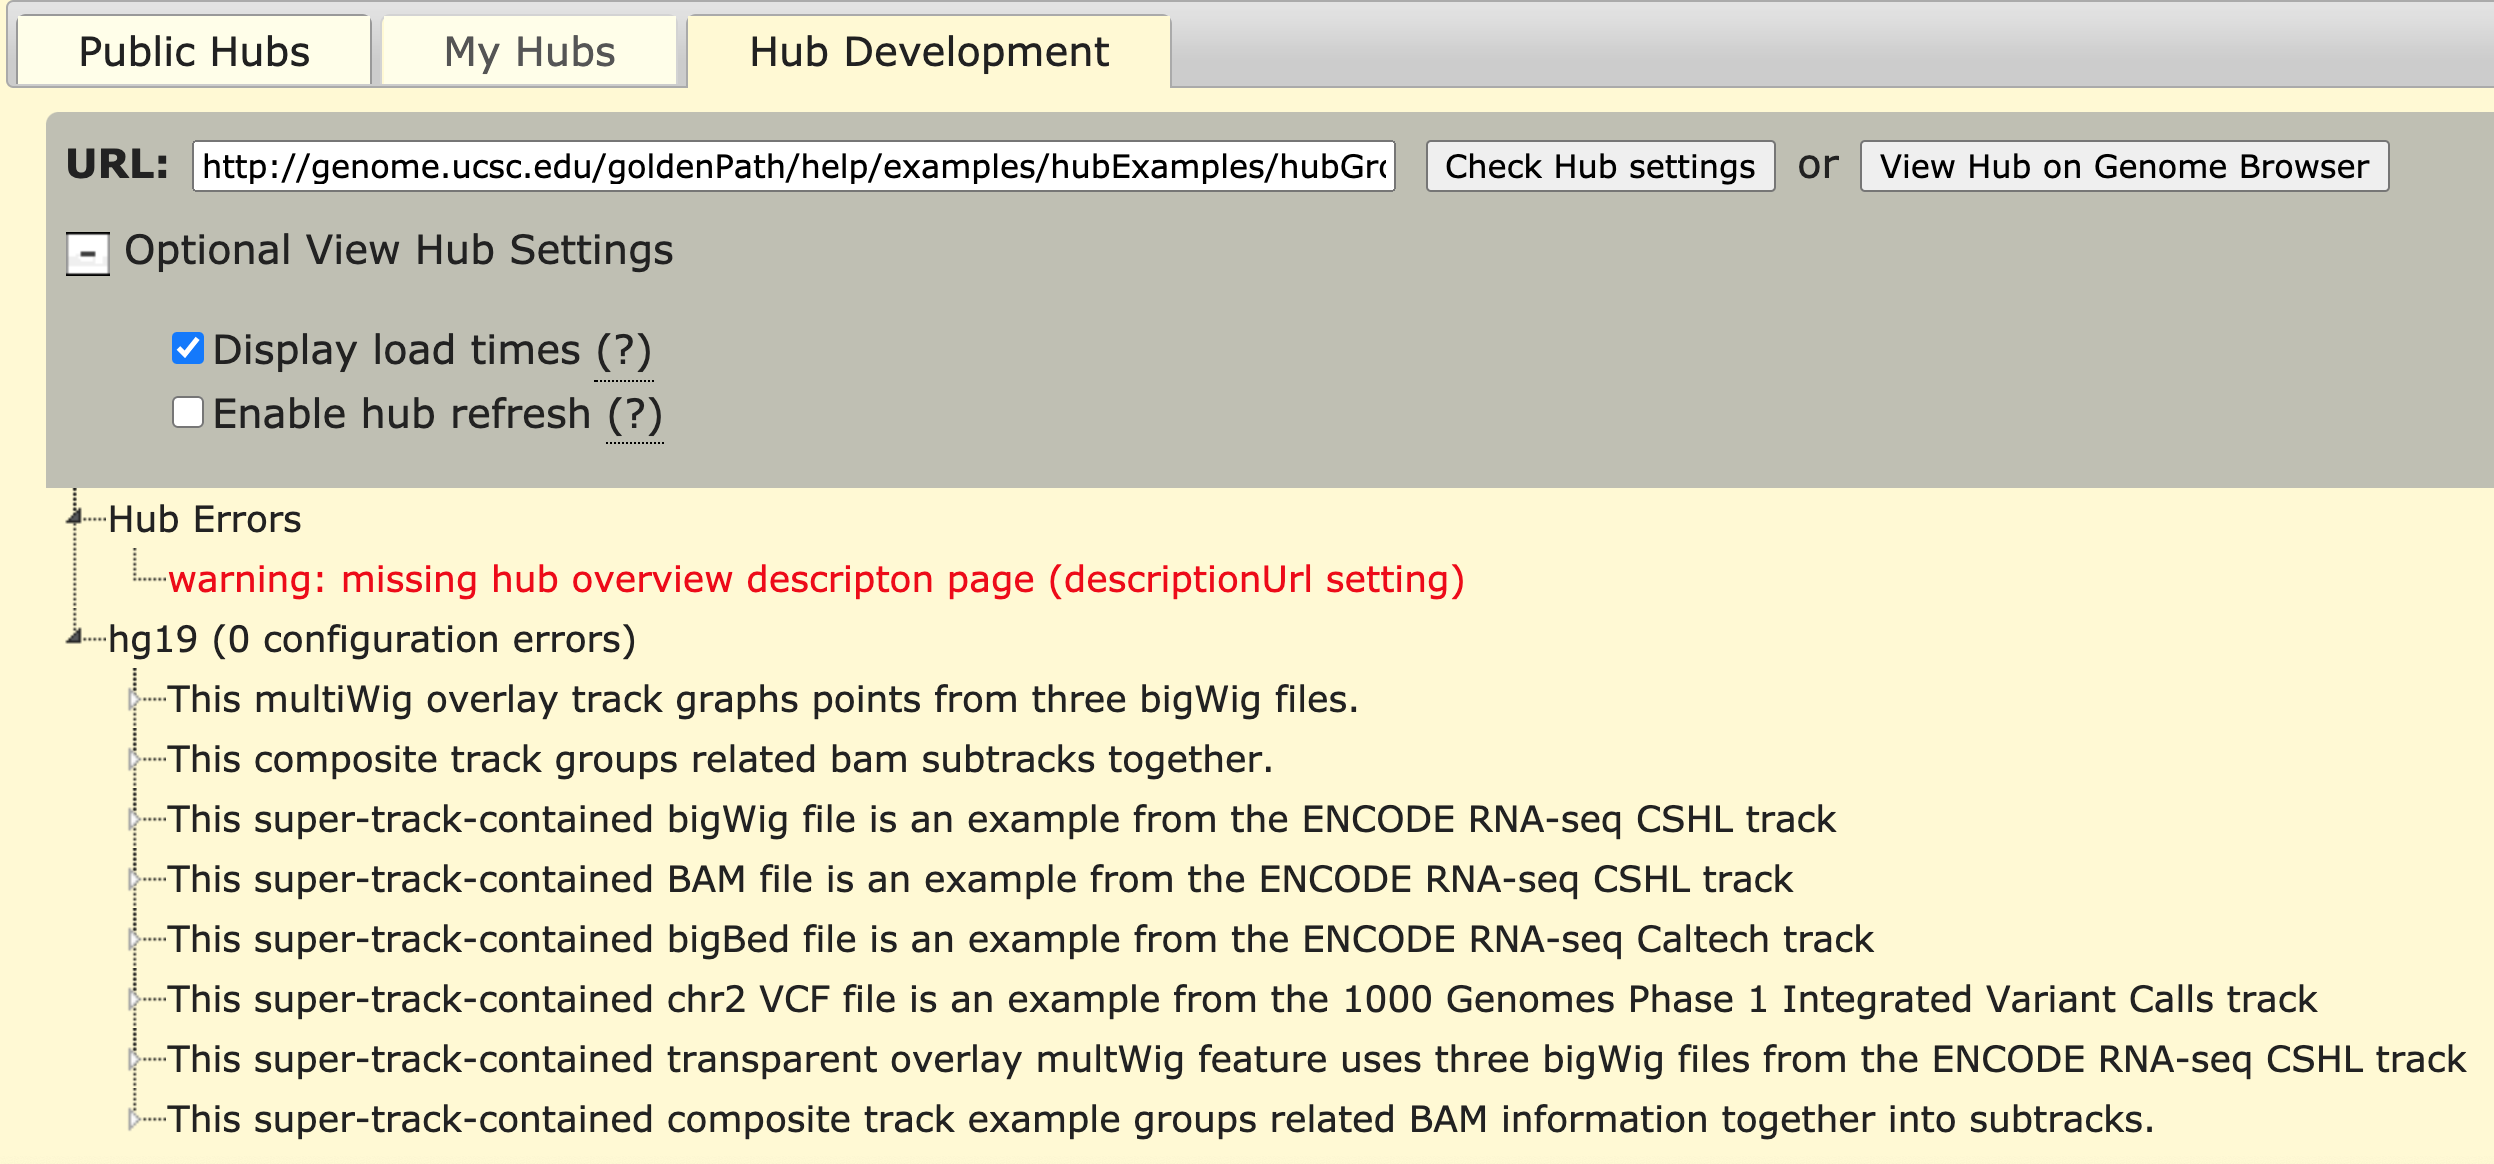 Public Hubs My Hubs Hub Development
URL: http://genome.ucsc.edu/goldenPath/help/examples/hubExamples/hubGro Check Hub settings or View Hub on Genome Browser
- Optional View Hub Settings
Display load times (?)
Enable hub refresh (?)
Hub Errors
warning: missing hub overview descripton page (descriptionUrl setting)
hg19 (0 configuration errors)
This multiWig overlay track graphs points from three bigWig files.
This composite track groups related bam subtracks together.
This super-track-contained bigWig file is an example from the ENCODE RNA-seq CSHL track
This super-track-contained BAM file is an example from the ENCODE RNA-seq CSHL track
This super-track-contained bigBed file is an example from the ENCODE RNA-seq Caltech track
This super-track-contained chr2 VCF file is an example from the 1000 Genomes Phase 1 Integrated Variant Calls track
This super-track-contained transparent overlay multWig feature uses three bigWig files from the ENCODE RNA-seq CSHL track
This super-track-contained composite track example groups related BAM information together into subtracks.